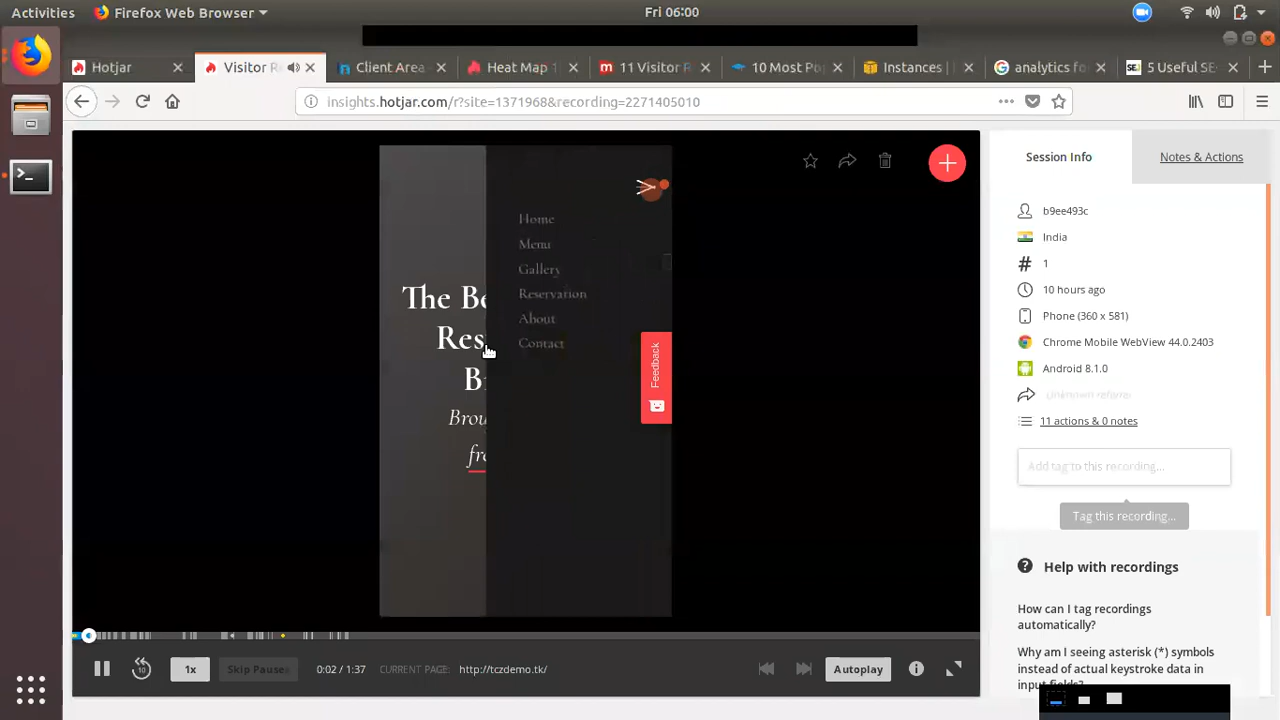 Activities
Firefox Web Browser
Fri 06:00
Hotjar
Visitor R
Client Area
Heat Map
11 Visitor R
10 Most Po
Instances |
analytics fo
5 Useful SE
insights.hotjar.com/r?site=1371968&recording=2271405010
Home
Menu
Gallery
Reservation
About
Contact
The Be
Res
B
Brou
fre
Feedback
0:02 / 1:37
1x
Skip Pauses
CURRENT PAGE:
http://tczdemo.tk/
Autoplay
Session Info
Notes & Actions
b9ee493c
India
# 1
10 hours ago
Phone (360 x 581)
Chrome Mobile WebView 44.0.2403
Android 8.1.0
Unknown referrer
11 actions & 0 notes
Add tag to this recording...
Tag this recording...
Help with recordings
How can I tag recordings
automatically?
Why am I seeing asterisk (*) symbols
instead of actual keystroke data in
input fields?